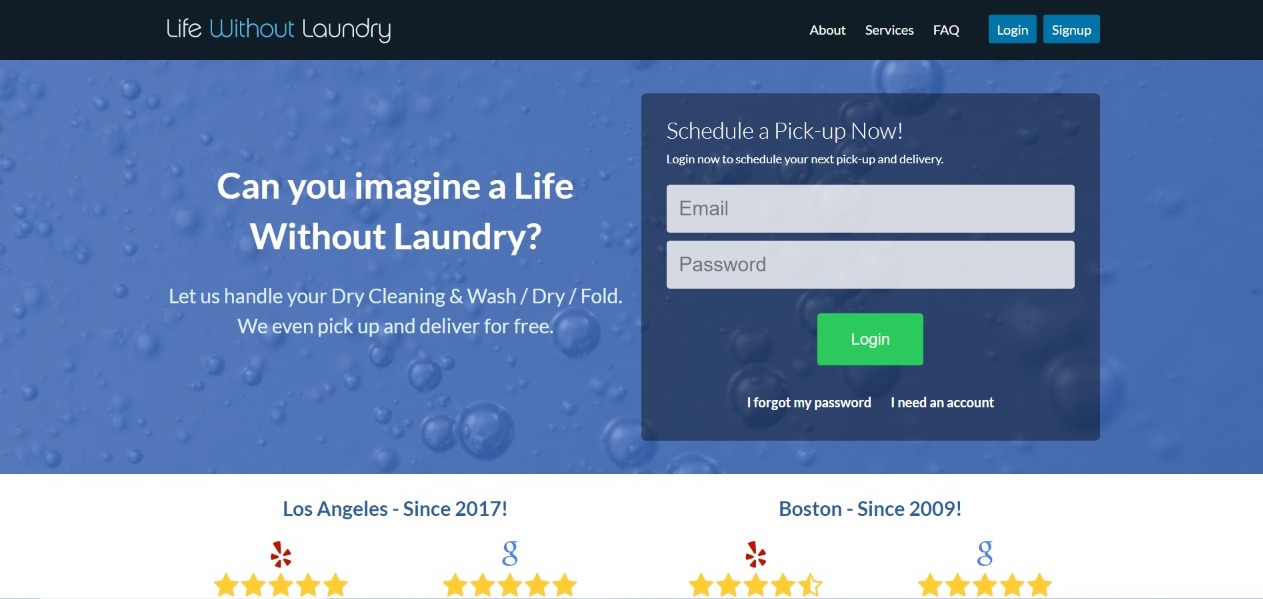 Life Without Laundry
About Services FAQ Login Signup
Can you imagine a Life
Without Laundry?
Let us handle your Dry Cleaning & Wash / Dry / Fold.
We even pick up and deliver for free.
Schedule a Pick-up Now!
Login now to schedule your next pick-up and delivery.
Email
Password
Login
I forgot my password I need an account
Los Angeles - Since 2017! Boston - Since 2009!
g g